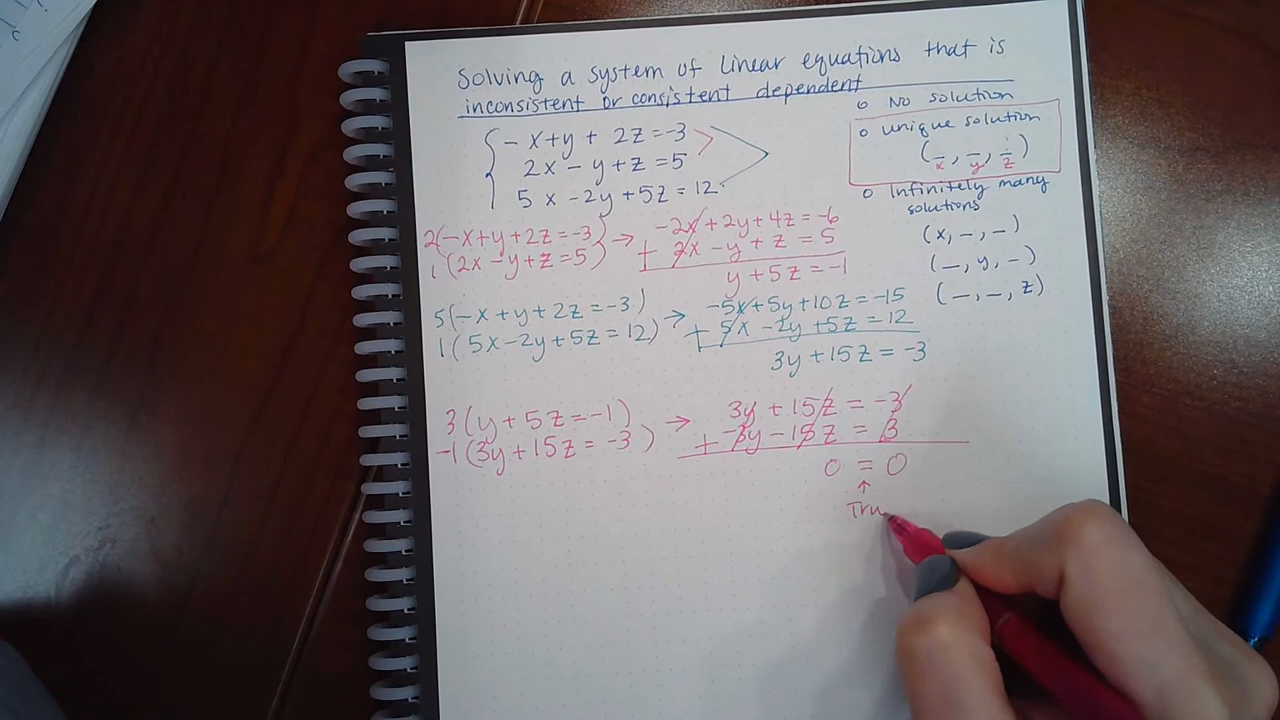 Solving a system of linear equations that is
inconsistent or consistent dependent
o No solution
o unique solution
(_, _, _)
x y z
o Infinitely many
solutions
(x, _, _)
(_, y, _)
(_, _, z)
-x+y+2z=-3
2x-y+z=5
5x-2y+5z=12
2(-x+y+2z=-3) → -2x+2y+4z=-6
1(2x-y+z=5) + 2x-y+z=5
y+5z=-1
5(-x+y+2z=-3) → -5x+5y+10z=-15
1(5x-2y+5z=12) + 5x-2y+5z=12
3y+15z=-3
3(y+5z=-1) → 3y+15z=-3
-1(3y+15z=-3) + -3y-15z=3
0=0
↑
Tru